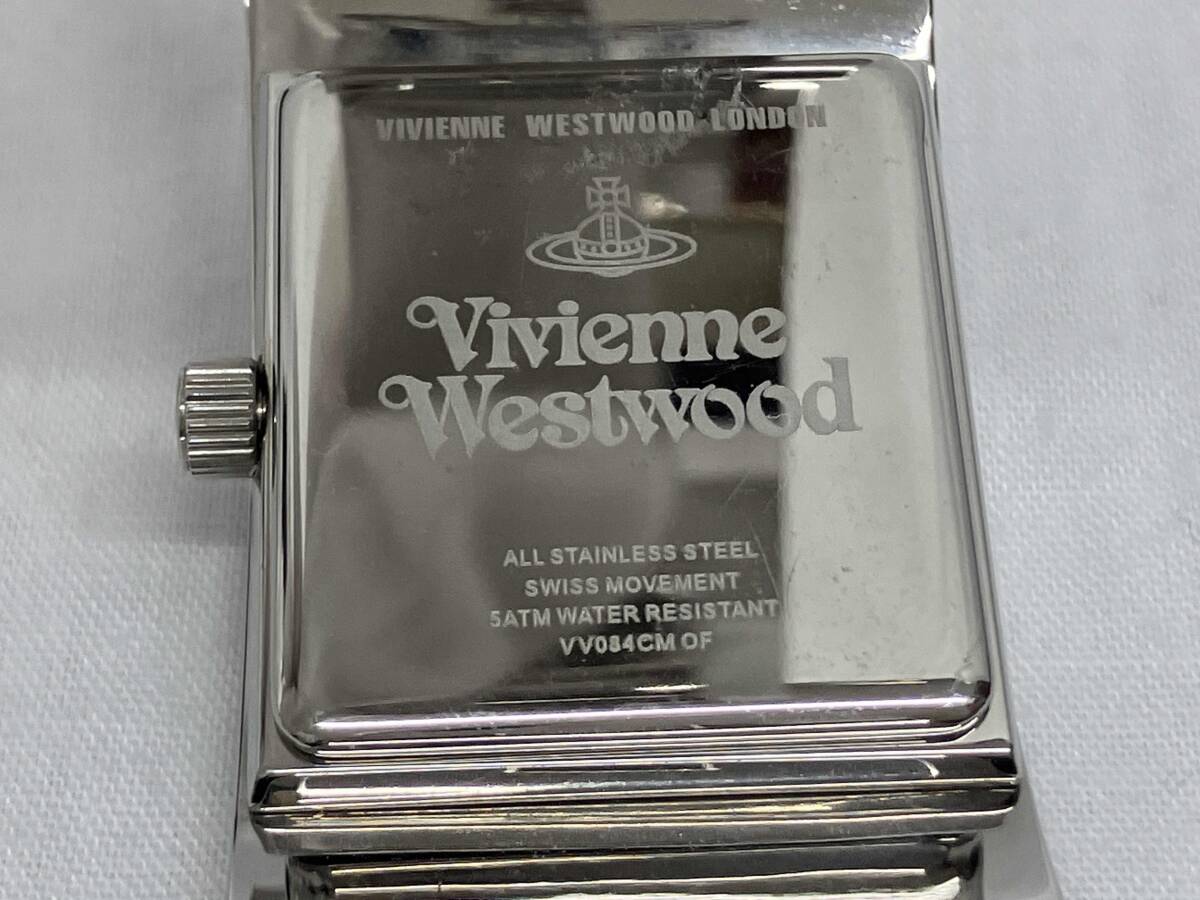 VIVIENNE WESTWOOD LONDON
Vivienne
Westwood
ALL STAINLESS STEEL
SWISS MOVEMENT
5ATM WATER RESISTANT
VV084CM OF